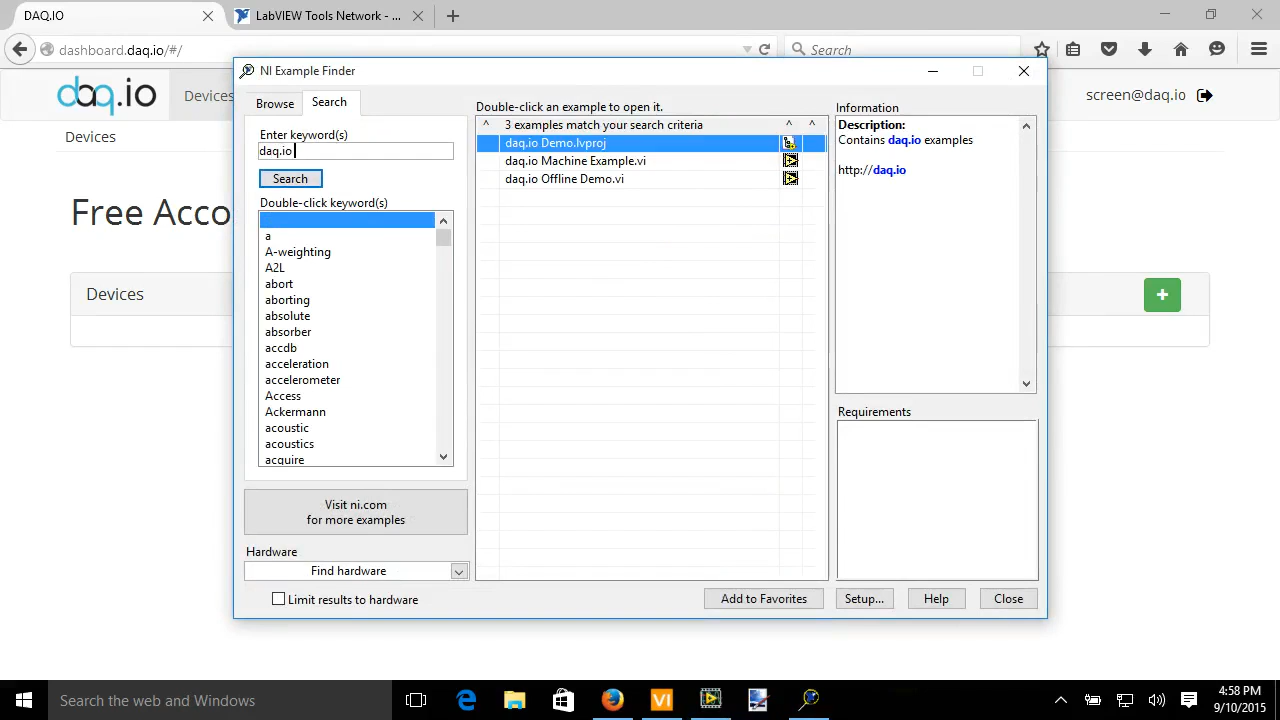 DAQ.IO
LabVIEW Tools Network - ...
dashboard.daq.io/#/
Search
daq.io
Devices
screen@daq.io
Devices
Free Acco
Devices
NI Example Finder
Browse
Search
Enter keyword(s)
daq.io
Search
Double-click keyword(s)
a
A-weighting
A2L
abort
aborting
absolute
absorber
accdb
acceleration
accelerometer
Access
Ackermann
acoustic
acoustics
acquire
Visit ni.com
for more examples
Hardware
Find hardware
Limit results to hardware
Double-click an example to open it.
3 examples match your search criteria
daq.io Demo.lvproj
daq.io Machine Example.vi
daq.io Offline Demo.vi
Information
Description:
Contains daq.io examples
http://daq.io
Requirements
Add to Favorites
Setup...
Help
Close
Search the web and Windows
VI
4:58 PM
9/10/2015